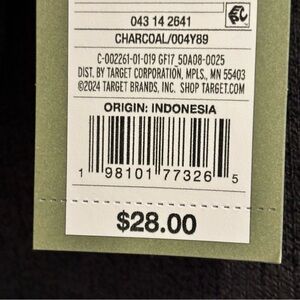 043 14 2641
CHARCOAL/004Y89
C-002261-01-019 GF17_50A08-0025
DIST. BY TARGET CORPORATION, MPLS., MN 55403
©2024 TARGET BRANDS, INC. SHOP TARGET.COM
ORIGIN: INDONESIA
1 98101 77326 5
$28.00